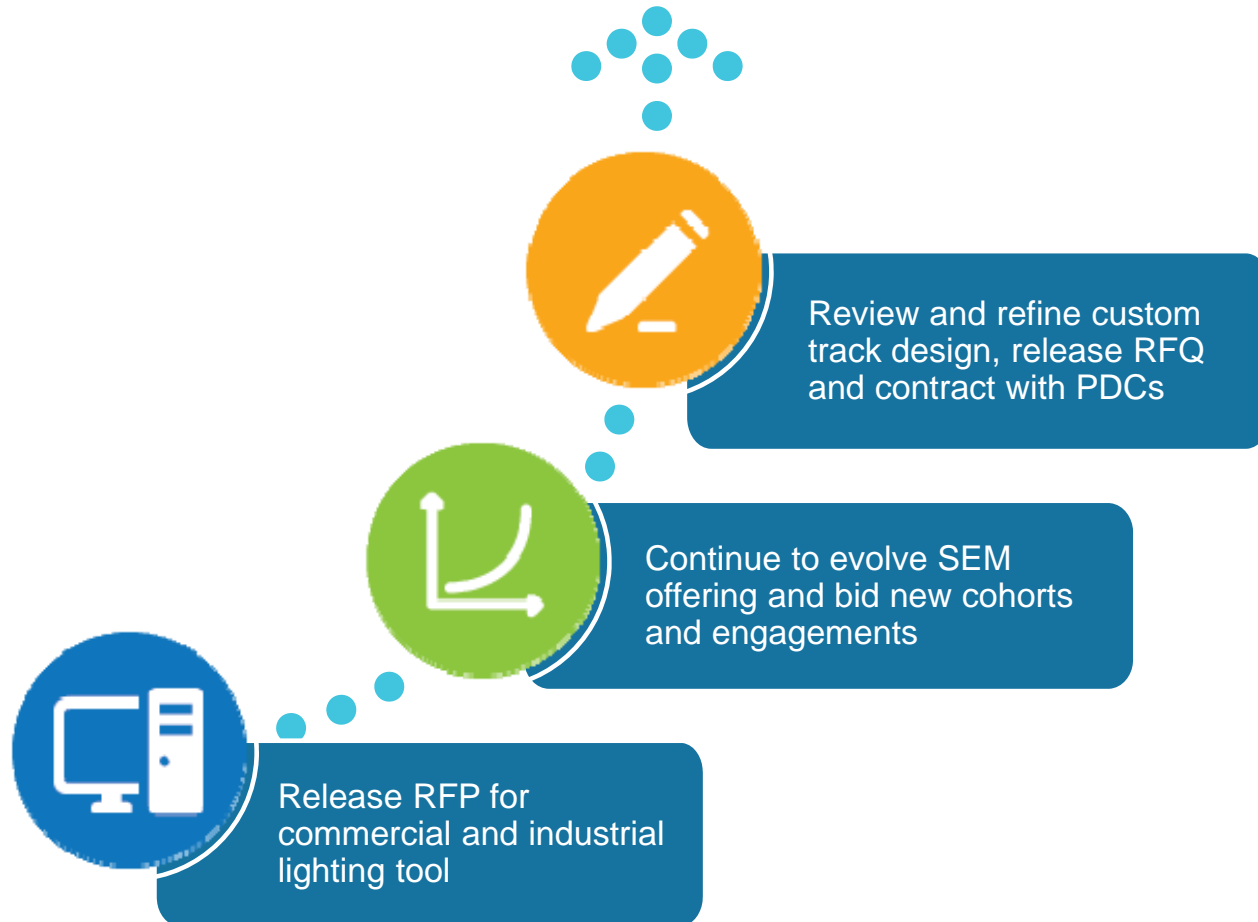 Review and refine custom
track design, release RFQ
and contract with PDCs
Continue to evolve SEM
offering and bid new cohorts
and engagements
Release RFP for
commercial and industrial
lighting tool